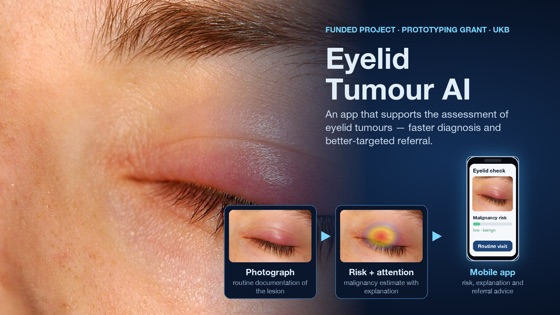 FUNDED PROJECT · PROTOTYPING GRANT · UKB
Eyelid
Tumour AI
An app that supports the assessment of
eyelid tumours — faster diagnosis and
better-targeted referral.
Photograph
routine documentation of
the lesion
Risk + attention
malignancy estimate with
explanation
Eyelid check
Malignancy risk
low · benign
Routine visit
Mobile app
risk, explanation and
referral advice